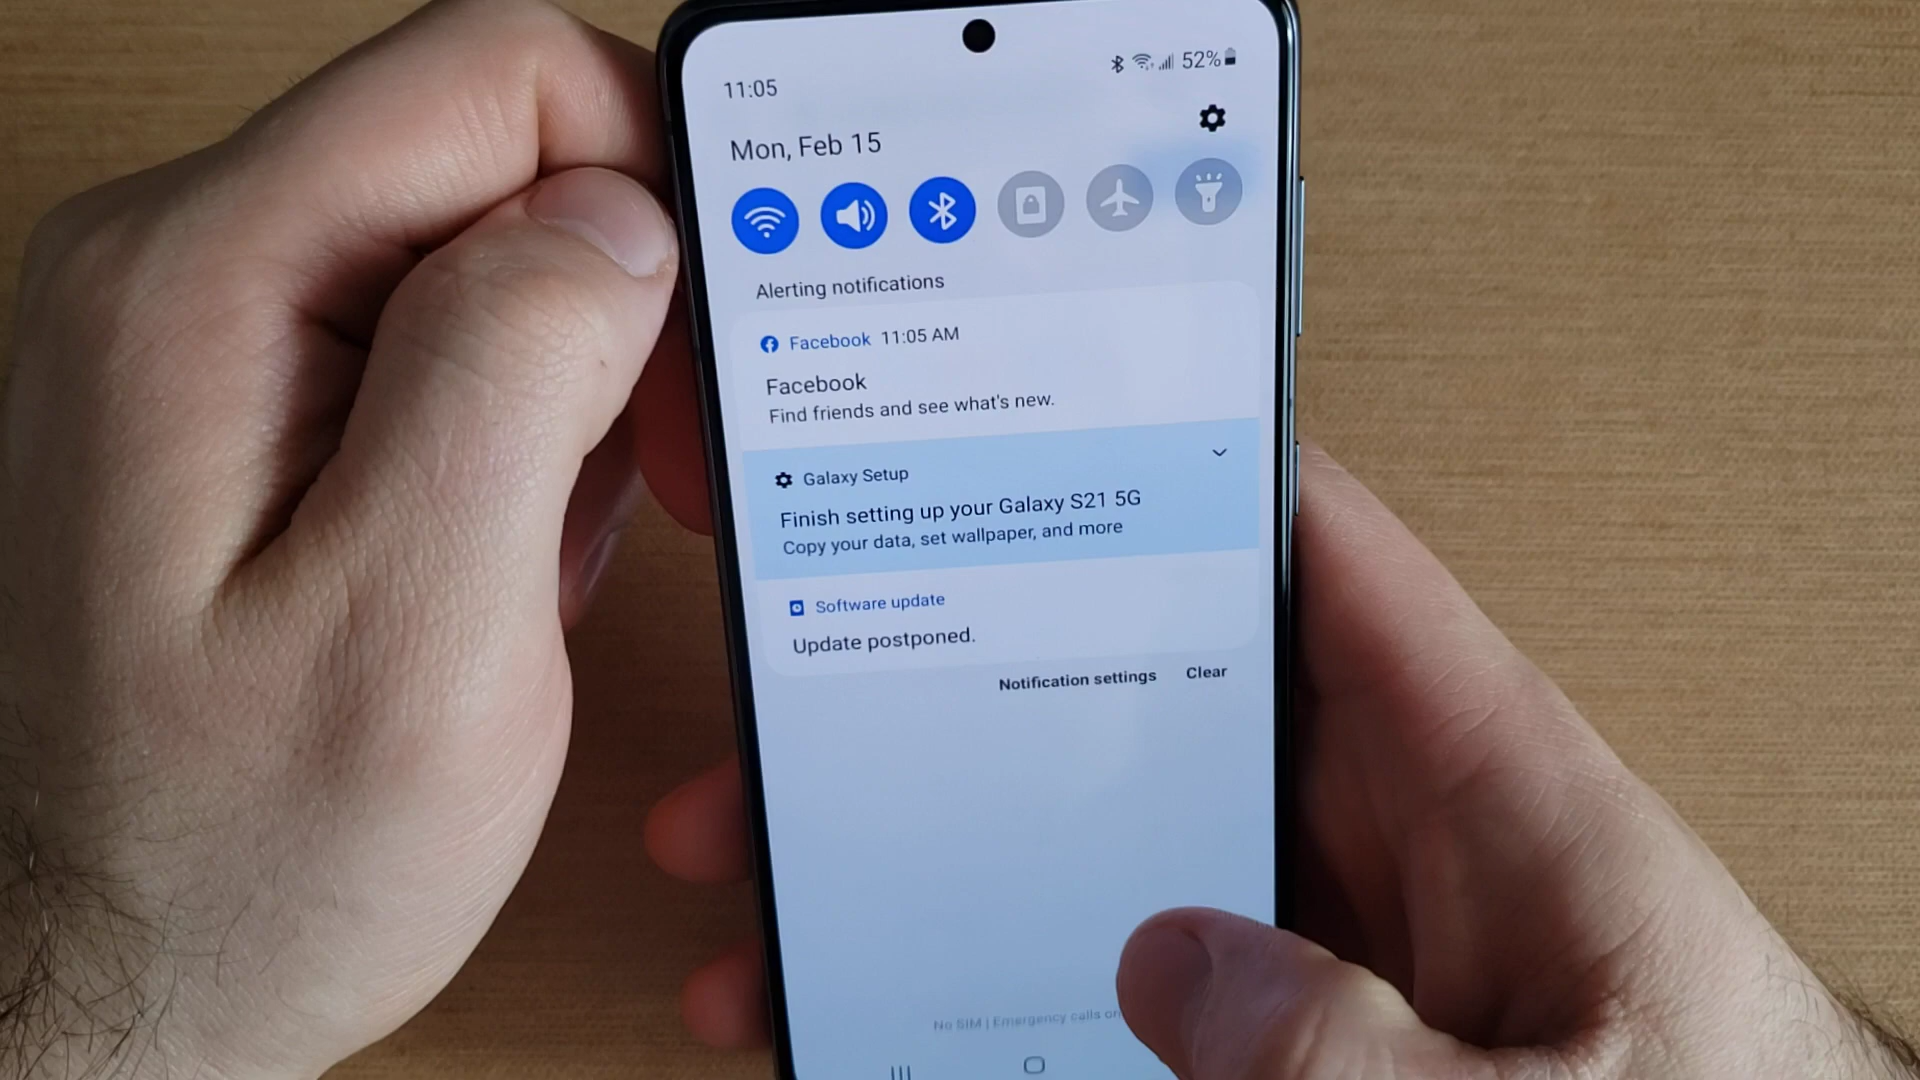 11:05
52%
Mon, Feb 15
Alerting notifications
Facebook 11:05 AM
Facebook
Find friends and see what's new.
Galaxy Setup
Finish setting up your Galaxy S21 5G
Copy your data, set wallpaper, and more
Software update
Update postponed.
Notification settings Clear
No SIM | Emergency calls